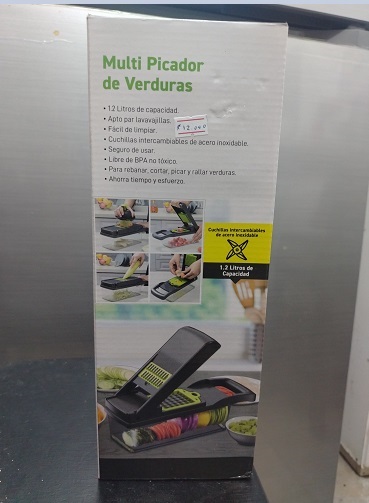 Multi Picador
de Verduras
• 1.2 Litros de capacidad.
• Apto par lavavajillas.
• Fácil de limpiar.
• Cuchillas intercambiables de acero inoxidable.
• Seguro de usar.
• Libre de BPA no tóxico.
• Para rebanar, cortar, picar y rallar verduras.
• Ahorra tiempo y esfuerzo.
Cuchillas intercambiables
de acero inoxidable
1.2 Litros de
Capacidad